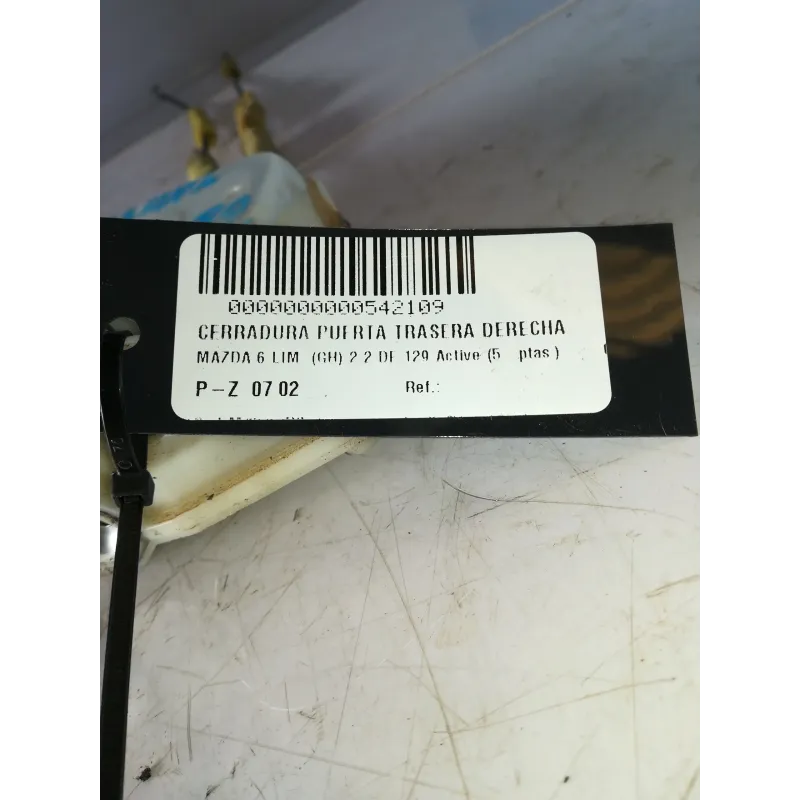 0000000000542109
CERRADURA PUERTA TRASERA DERECHA
MAZDA 6 LIM (GH) 2.2 DE 129 Active (5 ptas.)
P-Z 07 02 Ref.: